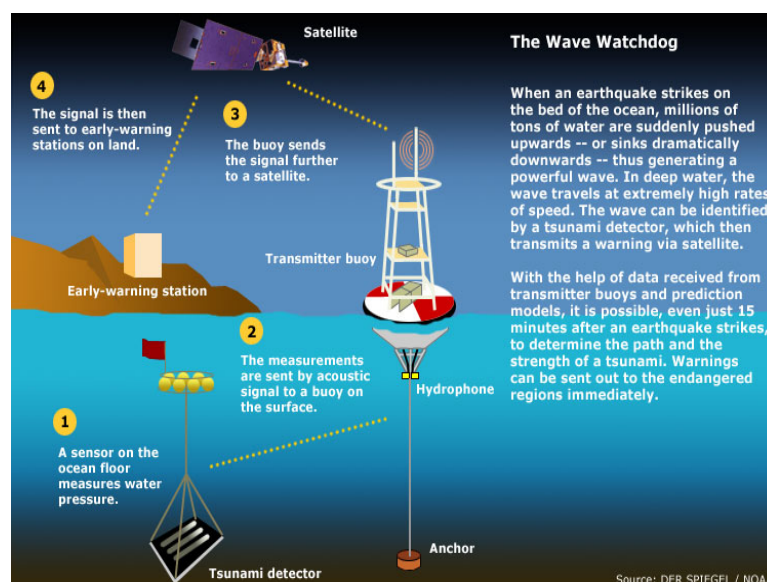 Satellite
The Wave Watchdog
4
The signal is then
sent to early-warning
stations on land.
3
The buoy sends
the signal further
to a satellite.
When an earthquake strikes on
the bed of the ocean, millions of
tons of water are suddenly pushed
upwards -- or sinks dramatically
downwards -- thus generating a
powerful wave. In deep water, the
wave travels at extremely high rates
of speed. The wave can be identified
by a tsunami detector, which then
transmits a warning via satellite.
With the help of data received from
transmitter buoys and prediction
models, it is possible, even just 15
minutes after an earthquake strikes,
to determine the path and the
strength of a tsunami. Warnings
can be sent out to the endangered
regions immediately.
Transmitter buoy
Early-warning station
2
The measurements
are sent by acoustic
signal to a buoy on
the surface.
Hydrophone
1
A sensor on the
ocean floor
measures water
pressure.
Anchor
Tsunami detector
Source: DER SPIEGEL /